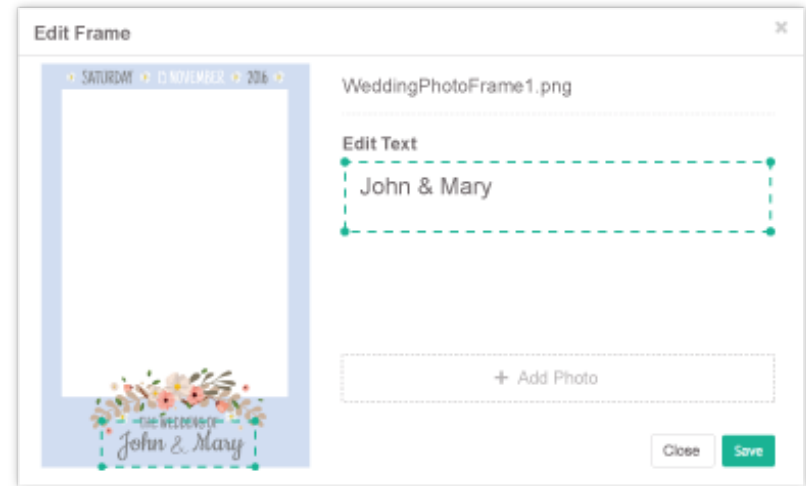 Edit Frame
×
SATURDAY 13 NOVEMBER 2016
WeddingPhotoFrame1.png
Edit Text
John & Mary
+ Add Photo
THE WEDDING OF
John & Mary
Close Save